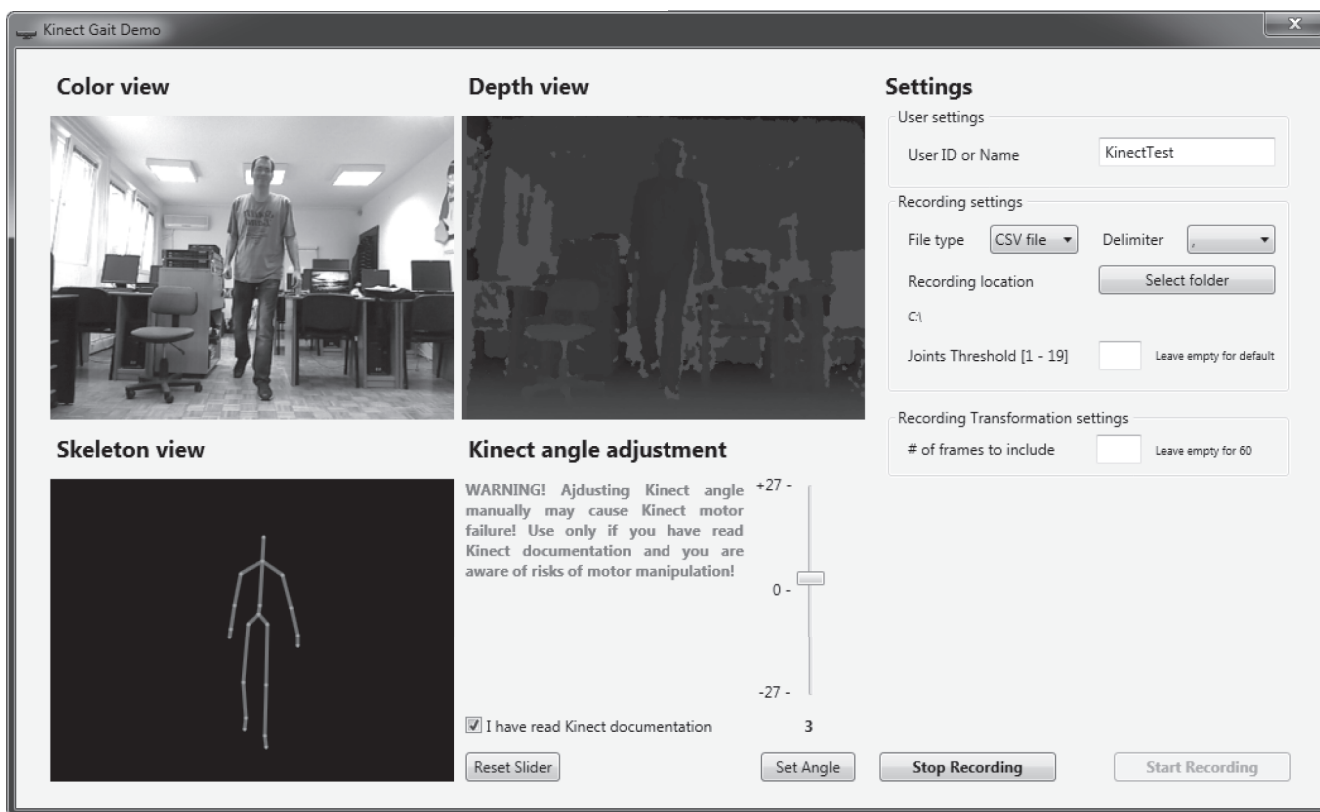 Kinect Gait Demo
x
Color view
Depth view
Settings
User settings
User ID or Name
KinectTest
Recording settings
File type
CSV file
Delimiter
,
Recording location
Select folder
C:\
Joints Threshold [1 - 19]
Leave empty for default
Recording Transformation settings
# of frames to include
Leave empty for 60
Skeleton view
Kinect angle adjustment
WARNING! Ajdusting Kinect angle
manually may cause Kinect motor
failure! Use only if you have read
Kinect documentation and you are
aware of risks of motor manipulation!
+27 -
0 -
-27 -
I have read Kinect documentation
3
Reset Slider
Set Angle
Stop Recording
Start Recording